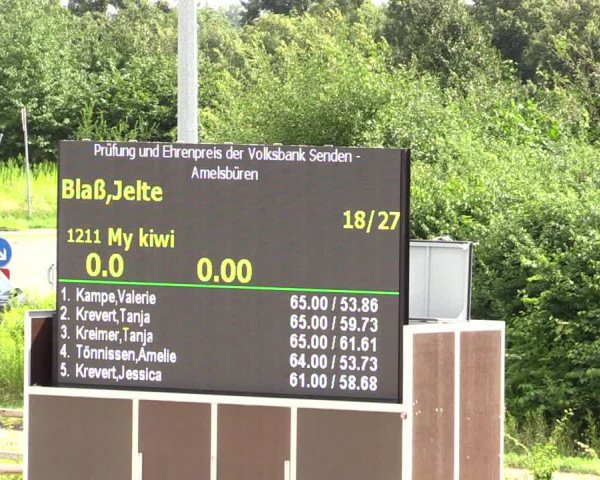 Prüfung und Ehrenpreis der Volksbank Senden -
Amelsbüren
Blaß,Jelte
18/27
1211 My kiwi
0.0 0.00
1. Kampe,Valerie 65.00 / 53.86
2. Krevert,Tanja 65.00 / 59.73
3. Kreimer,Tanja 65.00 / 61.61
4. Tönnissen,Amelie 64.00 / 53.73
5. Krevert,Jessica 61.00 / 58.68